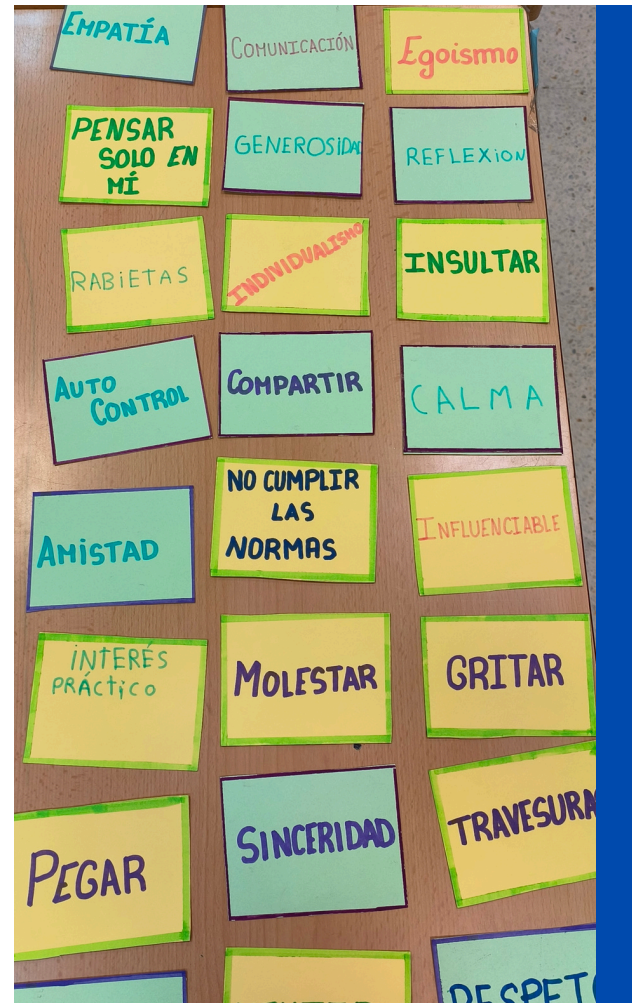 EMPATÍA
COMUNICACIÓN
Egoismo
PENSAR
SOLO EN
MÍ
GENEROSIDAD
REFLEXiON
RABiETAS
INDIVIDUALISMO
INSULTAR
AUTO
CONTROL
COMPARTIR
CALMA
AMiSTAD
NO CUMPLIR
LAS
NORMAS
INFLUENCIABLE
iNTERÉS
PRÁCTiCO
MOLESTAR
GRITAR
PEGAR
SINCERIDAD
TRAVESURA
RESPETO